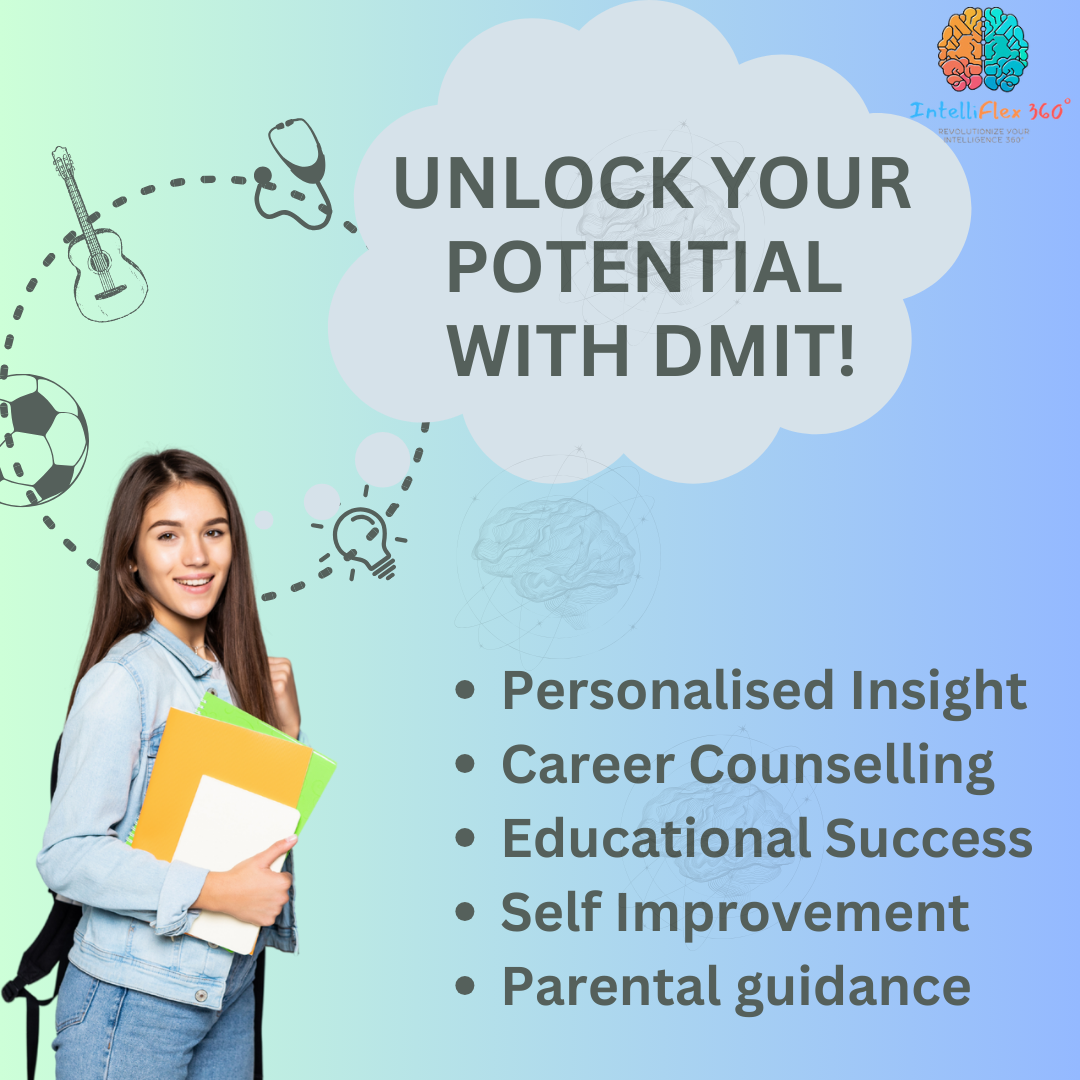 IntelliFlex 360°
REVOLUTIONIZE YOUR
INTELLIGENCE 360°
UNLOCK YOUR
POTENTIAL
WITH DMIT!
• Personalised Insight
• Career Counselling
• Educational Success
• Self Improvement
• Parental guidance